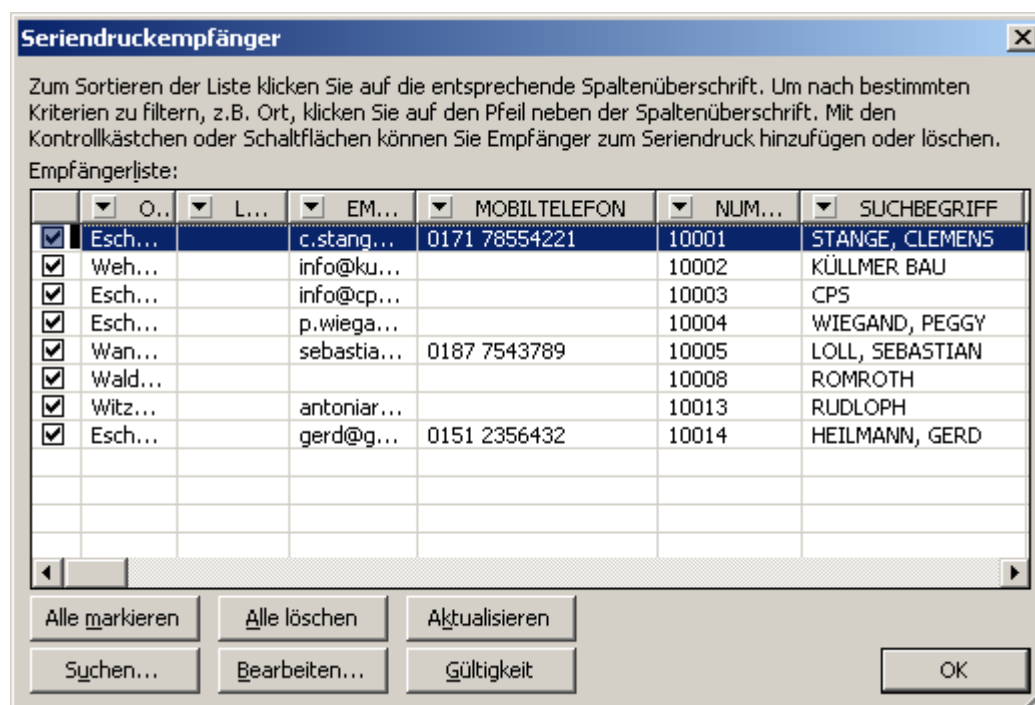 Seriendruckempfänger
Zum Sortieren der Liste klicken Sie auf die entsprechende Spaltenüberschrift. Um nach bestimmten
Kriterien zu filtern, z.B. Ort, klicken Sie auf den Pfeil neben der Spaltenüberschrift. Mit den
Kontrollkästchen oder Schaltflächen können Sie Empfänger zum Seriendruck hinzufügen oder löschen.
Empfängerliste:
O.. L... EM... MOBILTELEFON NUM... SUCHBEGRIFF
Esch... c.stang... 0171 78554221 10001 STANGE, CLEMENS
Weh... info@ku... 10002 KÜLLMER BAU
Esch... info@cp... 10003 CPS
Esch... p.wiega... 10004 WIEGAND, PEGGY
Wan... sebastia... 0187 7543789 10005 LOLL, SEBASTIAN
Wald... 10008 ROMROTH
Witz... antoniar... 10013 RUDLOPH
Esch... gerd@g... 0151 2356432 10014 HEILMANN, GERD
Alle markieren Alle löschen Aktualisieren
Suchen... Bearbeiten... Gültigkeit OK